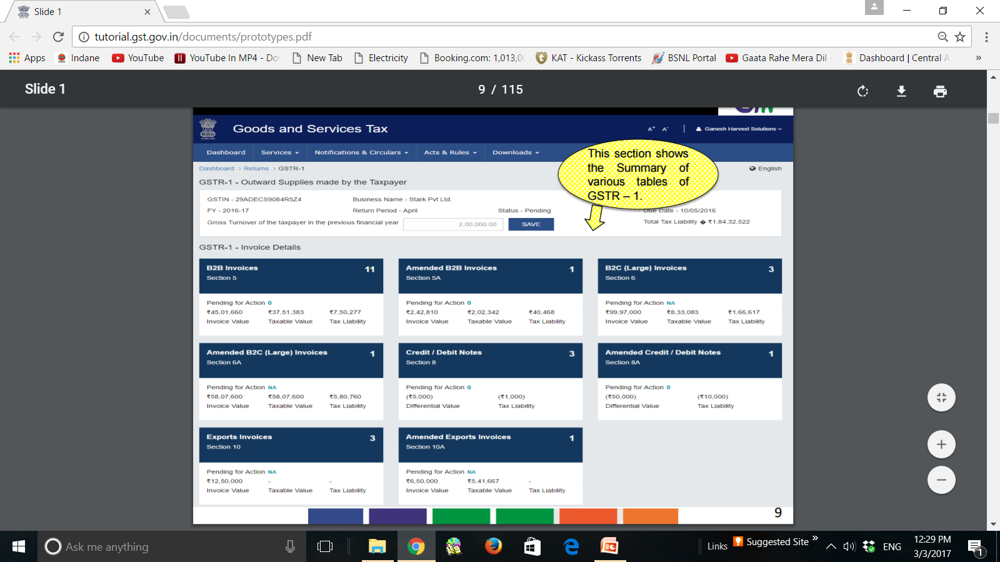 Slide 1
tutorial.gst.gov.in/documents/prototypes.pdf
Apps Indane YouTube YouTube In MP4 - Do New Tab Electricity Booking.com: 1,013,0 KAT - Kickass Torrents BSNL Portal Gaata Rahe Mera Dil - Dashboard | Central A »
Slide 1 9 / 115
Goods and Services Tax A+ A- | Ganesh Harvest Solutions
Dashboard Services Notifications & Circulars Acts & Rules Downloads
This section shows
the Summary of
various tables of
GSTR – 1.
Dashboard > Returns > GSTR-1 English
GSTR-1 - Outward Supplies made by the Taxpayer
GSTIN - 29ADECS9084R5Z4 Business Name - Stark Pvt Ltd.
FY - 2016-17 Return Period - April Status - Pending Due Date - 10/05/2016
Gross Turnover of the taxpayer in the previous financial year 2,00,000.00 SAVE Total Tax Liability � ₹1,84,32,522
GSTR-1 - Invoice Details
B2B Invoices 11 Amended B2B Invoices 1 B2C (Large) Invoices 3
Section 5 Section 5A Section 6
Pending for Action 0 Pending for Action 0 Pending for Action NA
₹45,01,660 ₹37,51,383 ₹7,50,277 ₹2,42,810 ₹2,02,342 ₹40,468 ₹99,97,000 ₹8,33,083 ₹1,66,617
Invoice Value Taxable Value Tax Liability Invoice Value Taxable Value Tax Liability Invoice Value Taxable Value Tax Liability
Amended B2C (Large) Invoices 1 Credit / Debit Notes 3 Amended Credit / Debit Notes 1
Section 6A Section 8 Section 8A
Pending for Action NA Pending for Action 0 Pending for Action 0
₹58,07,600 ₹58,07,600 ₹5,80,760 (₹5,000) (₹1,000) (₹50,000) (₹10,000)
Invoice Value Taxable Value Tax Liability Differential Value Tax Liability Differential Value Tax Liability
Exports Invoices 3 Amended Exports Invoices 1
Section 10 Section 10A
Pending for Action NA Pending for Action NA
₹12,50,000 - - ₹6,50,000 ₹5,41,667 -
Invoice Value Taxable Value Tax Liability Invoice Value Taxable Value Tax Liability
9
Ask me anything Links Suggested Site » ENG 12:29 PM
3/3/2017 1